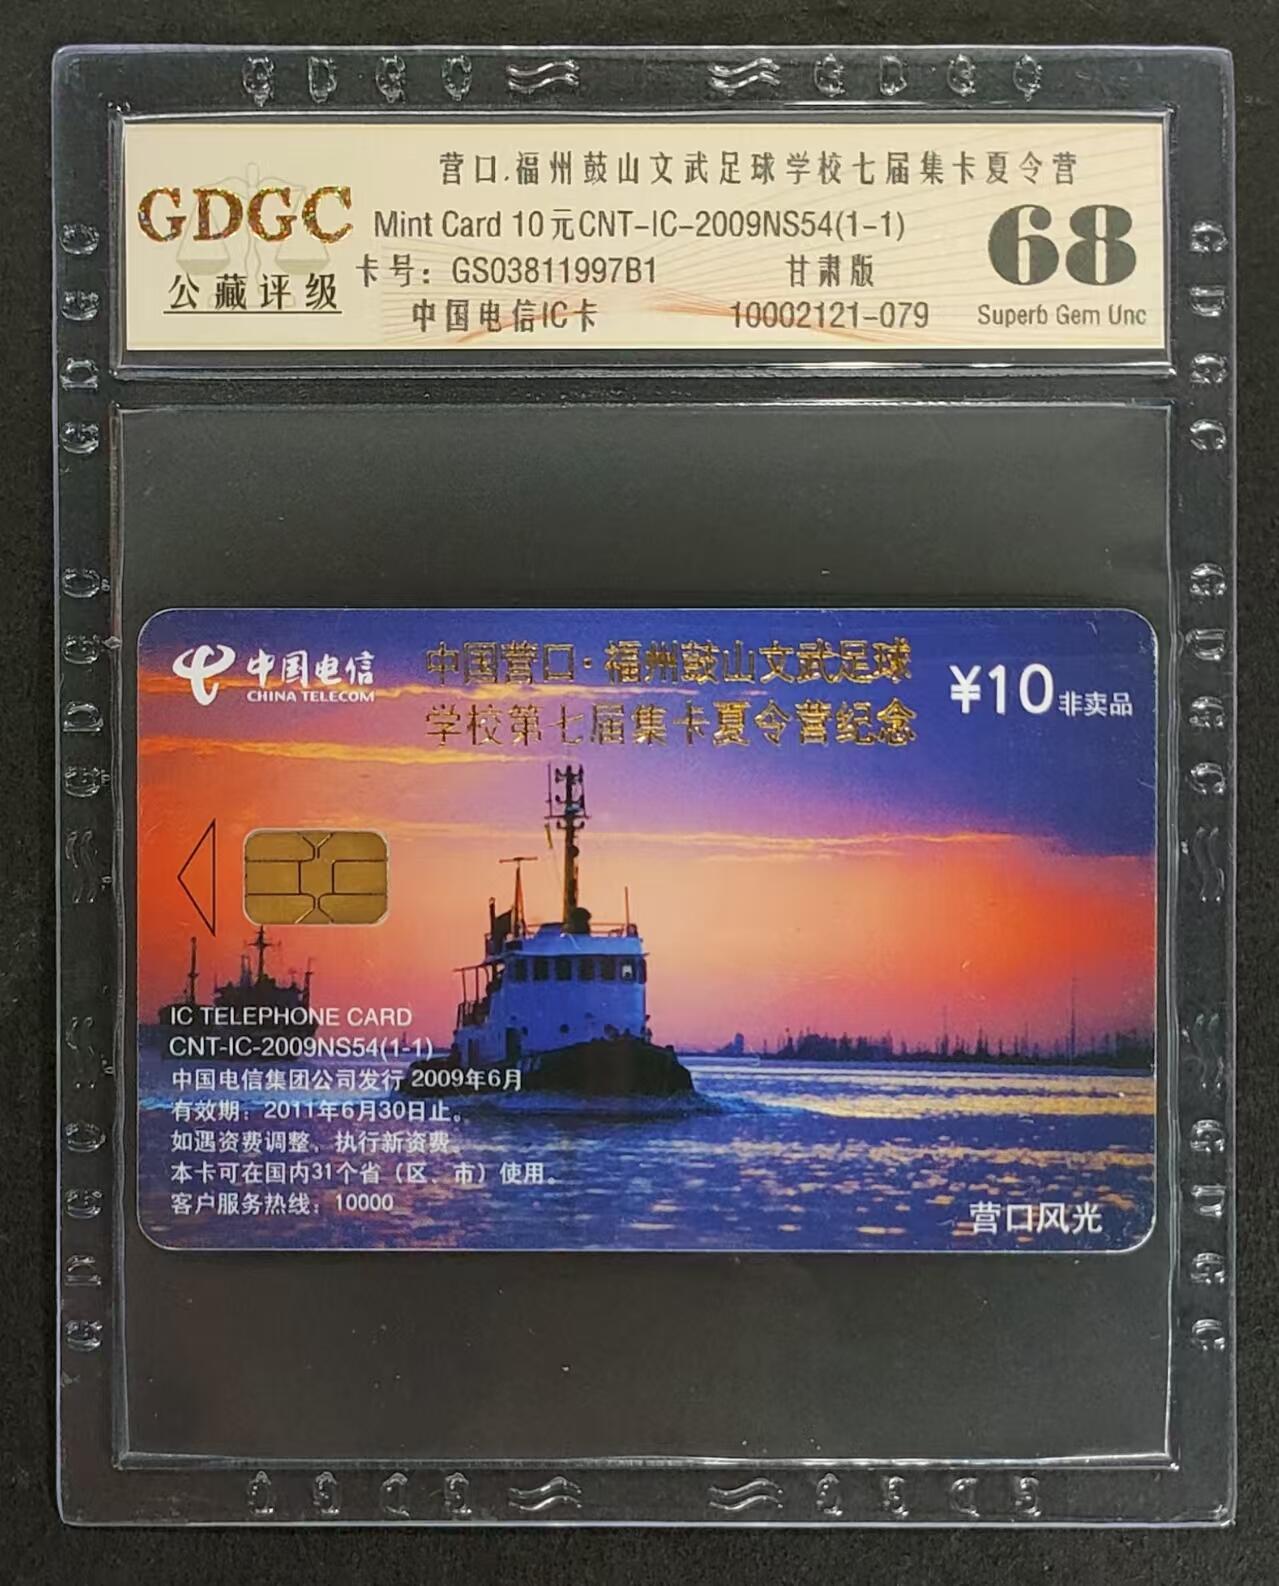 营口.福州鼓山文武足球学校七届集卡夏令营
GDGC
Mint Card 10元CNT-IC-2009NS54(1-1)
68
公藏评级
卡号：GS03811997B1 甘肃版
中国电信IC卡 10002121-079
Superb Gem Unc
中国电信
CHINA TELECOM
中国营口·福州鼓山文武足球
学校第七届集卡夏令营纪念
¥10非卖品
IC TELEPHONE CARD
CNT-IC-2009NS54(1-1)
中国电信集团公司发行 2009年6月
有效期：2011年6月30日止。
如遇资费调整，执行新资费。
本卡可在国内31个省（区、市）使用。
客户服务热线：10000
营口风光